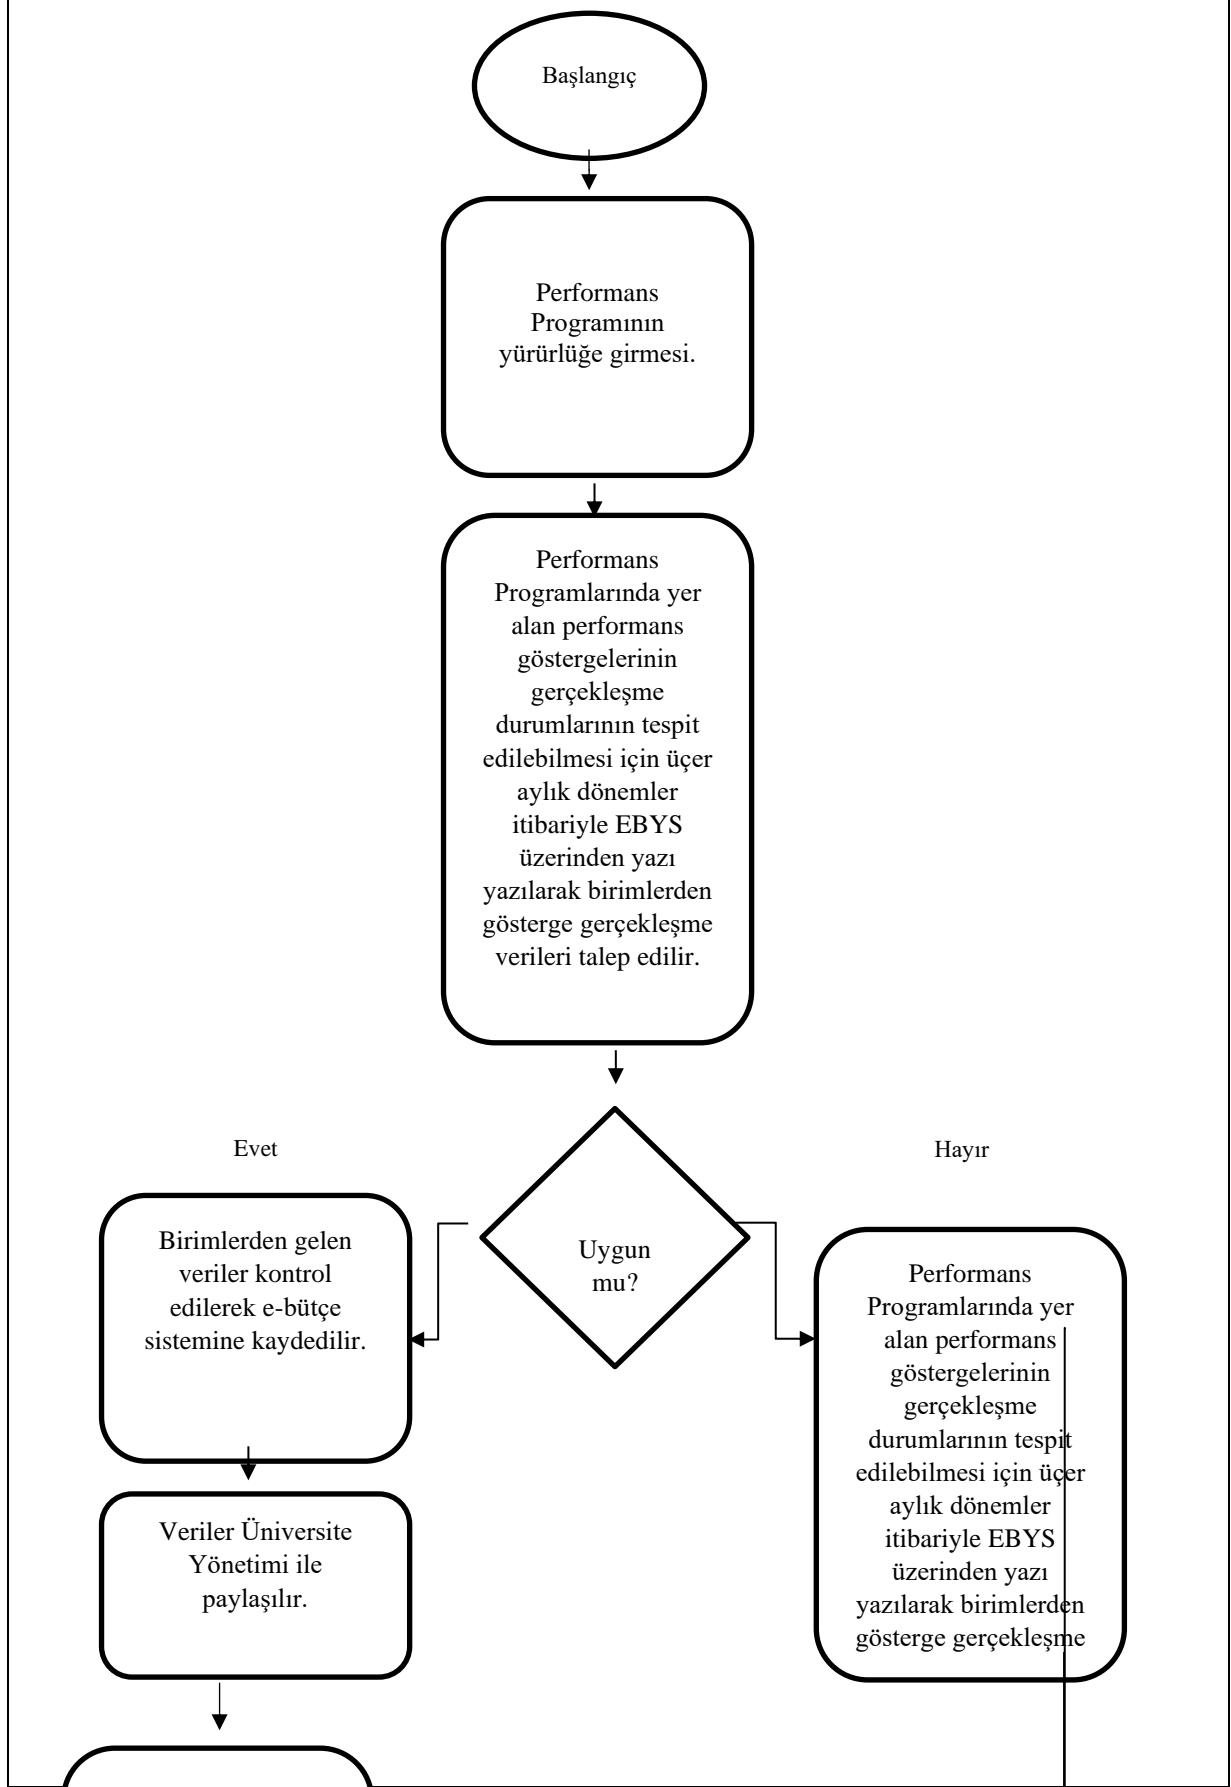 Başlangıç
Performans
Programının
yürürlüğe girmesi.
Performans
Programlarında yer
alan performans
göstergelerinin
gerçekleşme
durumlarının tespit
edilebilmesi için üçer
aylık dönemler
itibariyle EBYS
üzerinden yazı
yazılarak birimlerden
gösterge gerçekleşme
verileri talep edilir.
Evet
Hayır
Uygun
mu?
Birimlerden gelen
veriler kontrol
edilerek e-bütçe
sistemine kaydedilir.
Performans
Programlarında yer
alan performans
göstergelerinin
gerçekleşme
durumlarının tespit
edilebilmesi için üçer
aylık dönemler
itibariyle EBYS
üzerinden yazı
yazılarak birimlerden
gösterge gerçekleşme
Veriler Üniversite
Yönetimi ile
paylaşılır.